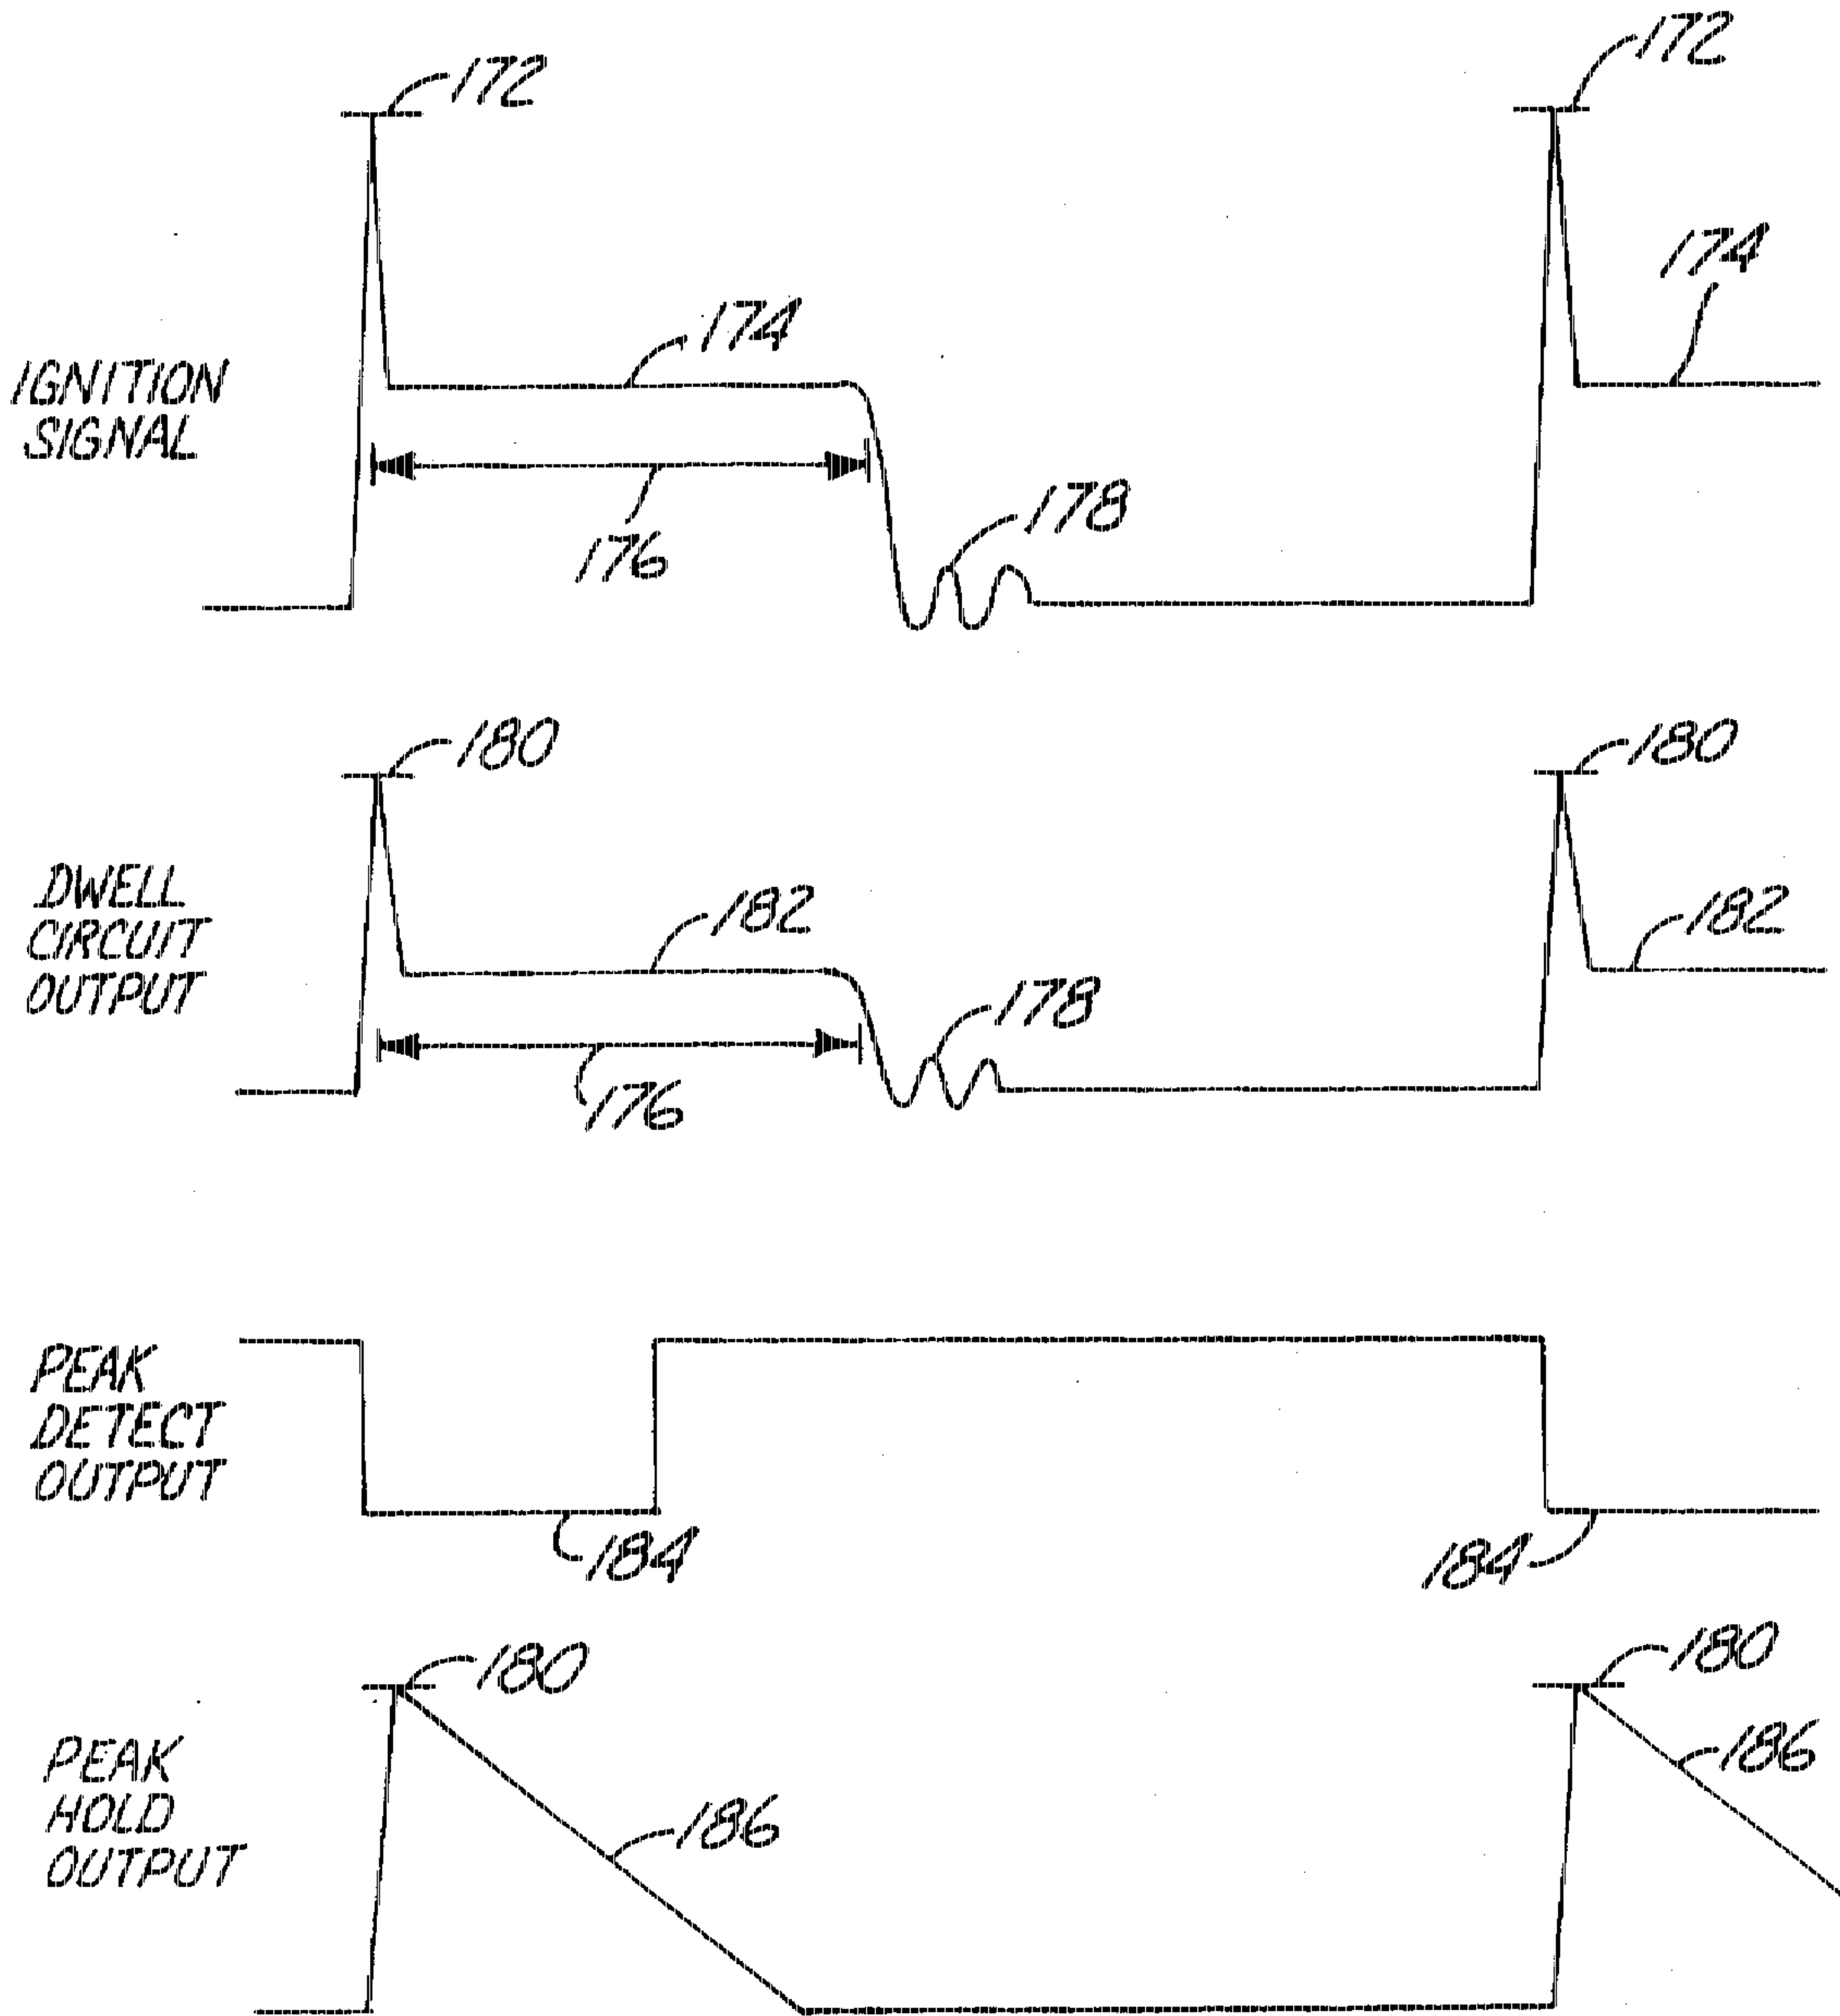 172
172
174
174
IGNITION
SIGNAL
178
176
180
180
DWELL
CIRCUIT
OUTPUT
182
182
178
176
PEAK
DETECT
OUTPUT
184
184
180
180
PEAK
HOLD
OUTPUT
186
186